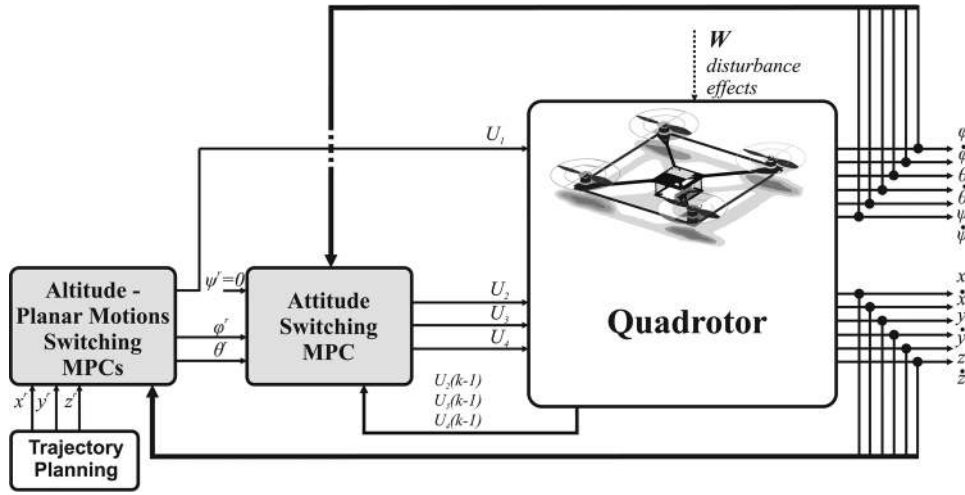 W
disturbance
effects
U₁
φ
φ̇
θ
θ̇
ψ
ψ̇
Altitude -
Planar Motions
Switching
MPCs
ψʳ=0
φʳ
θʳ
Attitude
Switching
MPC
U₂
U₃
U₄
Quadrotor
x
ẋ
y
ẏ
z
ż
U₂(k-1)
U₃(k-1)
U₄(k-1)
xʳ yʳ zʳ
Trajectory
Planning